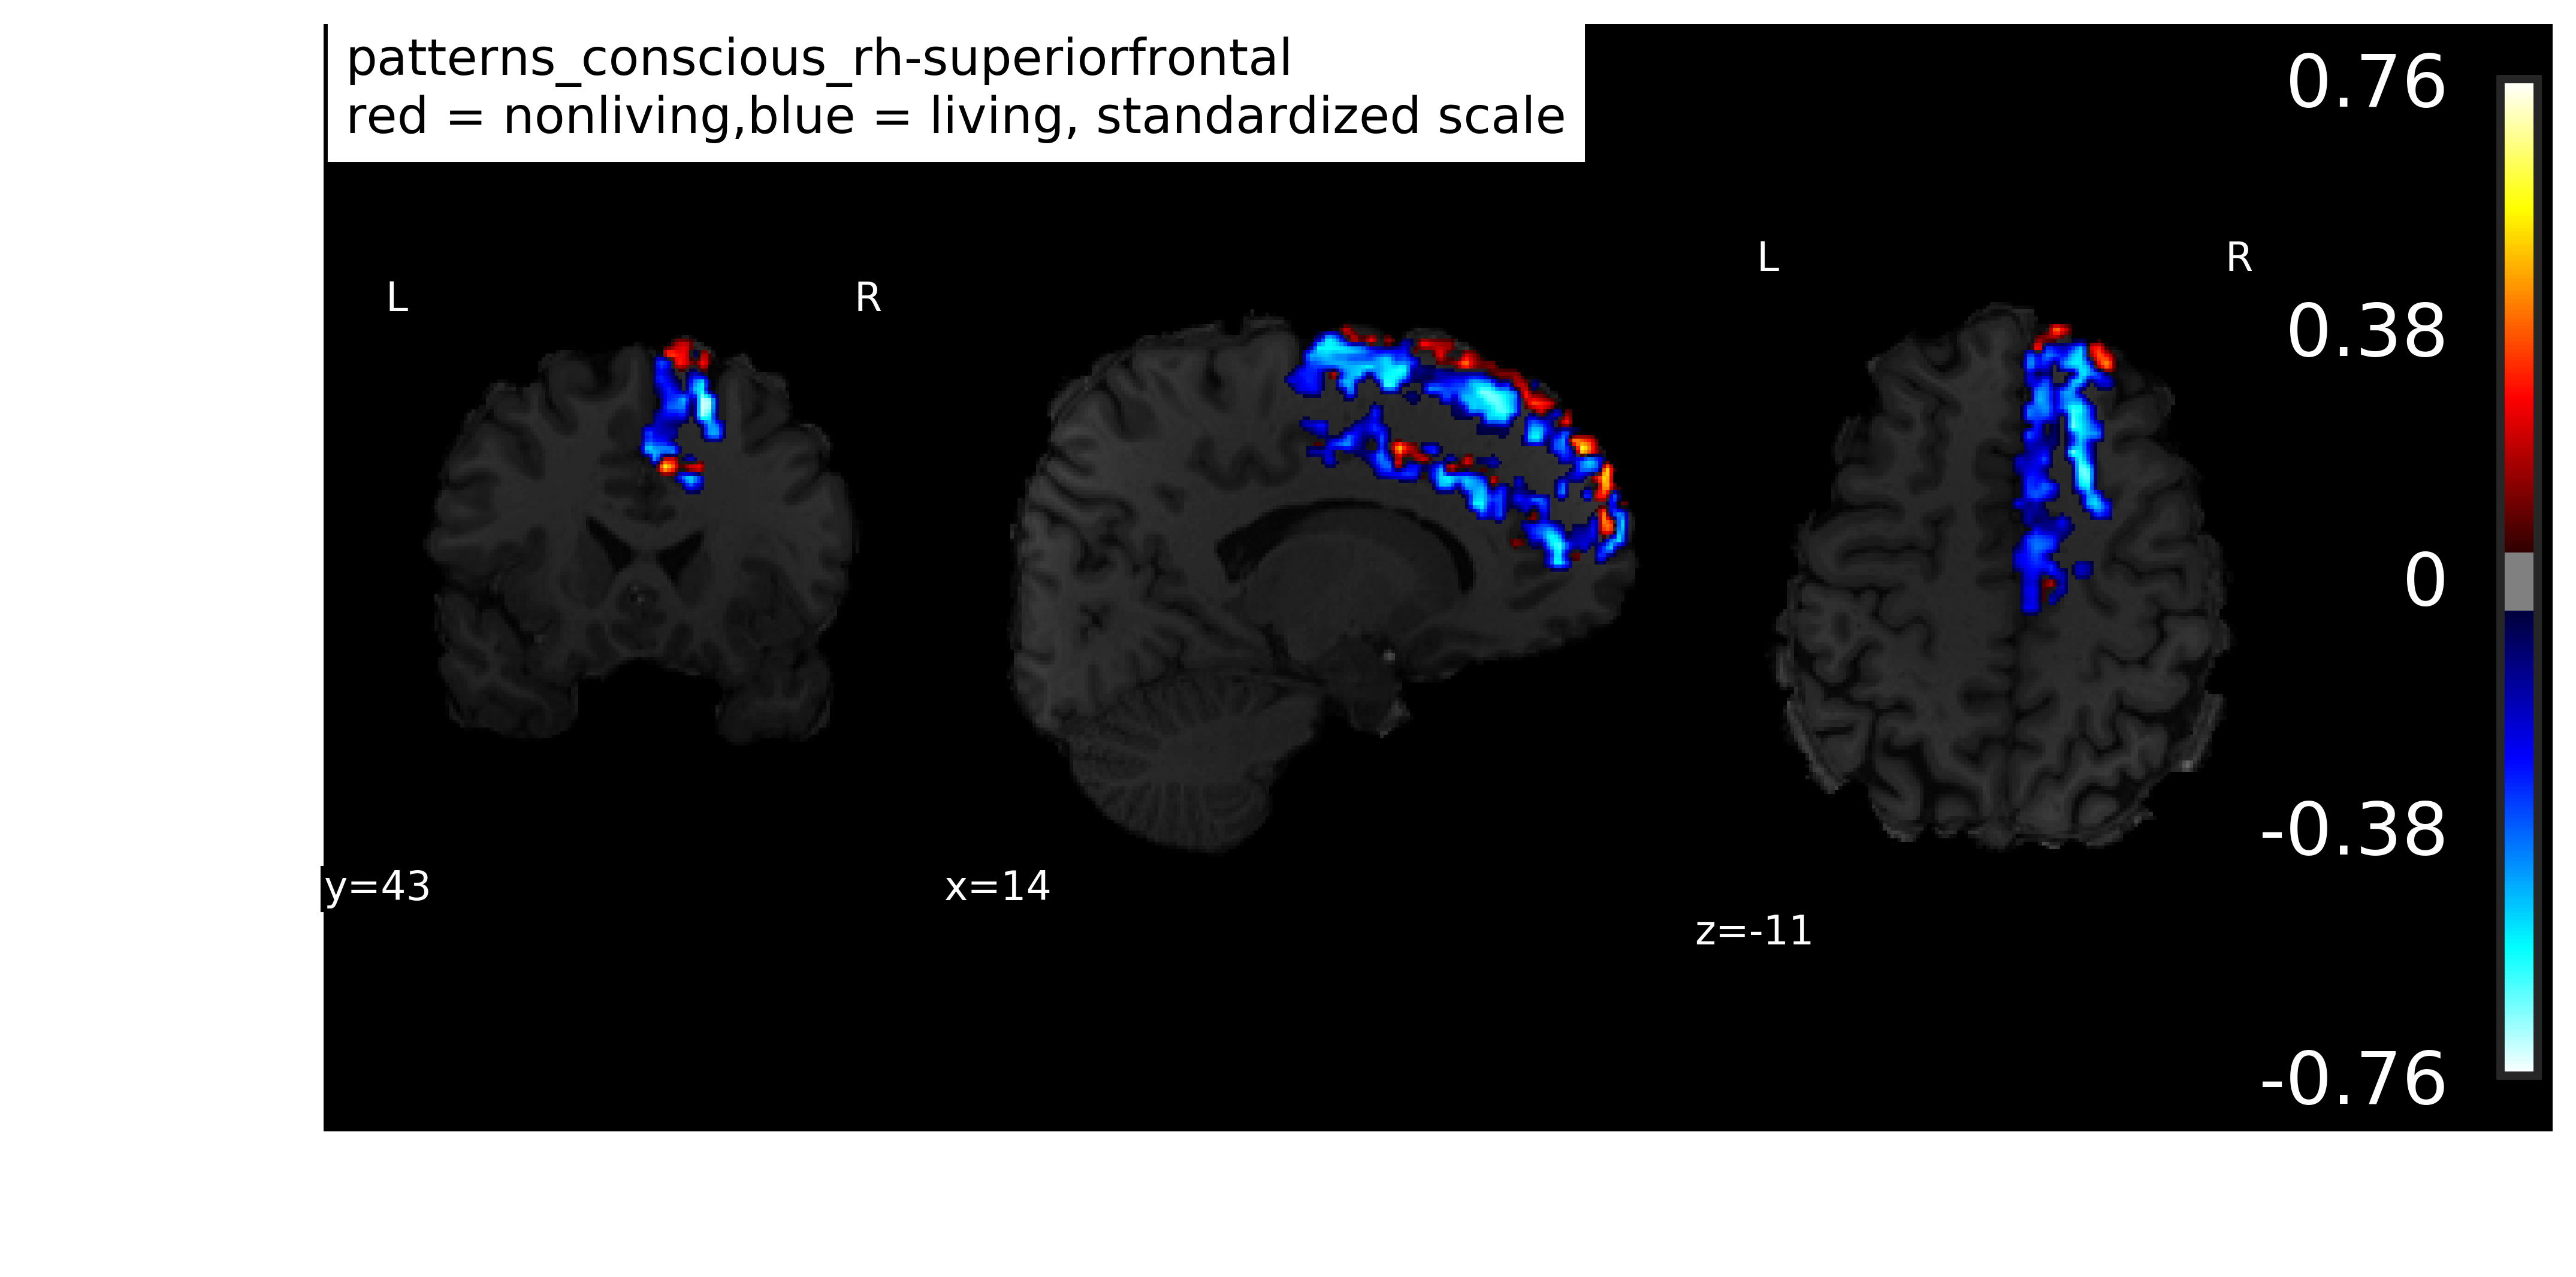 patterns_conscious_rh-superiorfrontal
red = nonliving,blue = living, standardized scale
L
R
L
R
y=43
x=14
z=-11
0.76
0.38
0
-0.38
-0.76